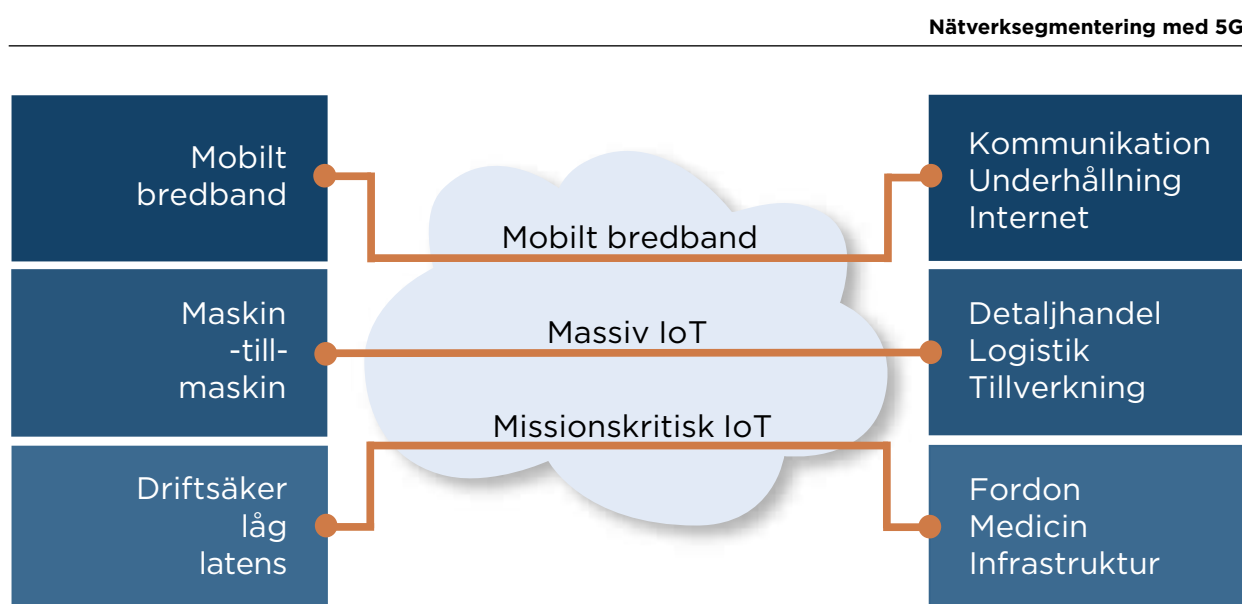 Nätverksegmentering med 5G
Mobilt
bredband
Mobilt bredband
Kommunikation
Underhållning
Internet
Maskin
-till-
maskin
Massiv IoT
Detaljhandel
Logistik
Tillverkning
Driftsäker
låg
latens
Missionskritisk IoT
Fordon
Medicin
Infrastruktur